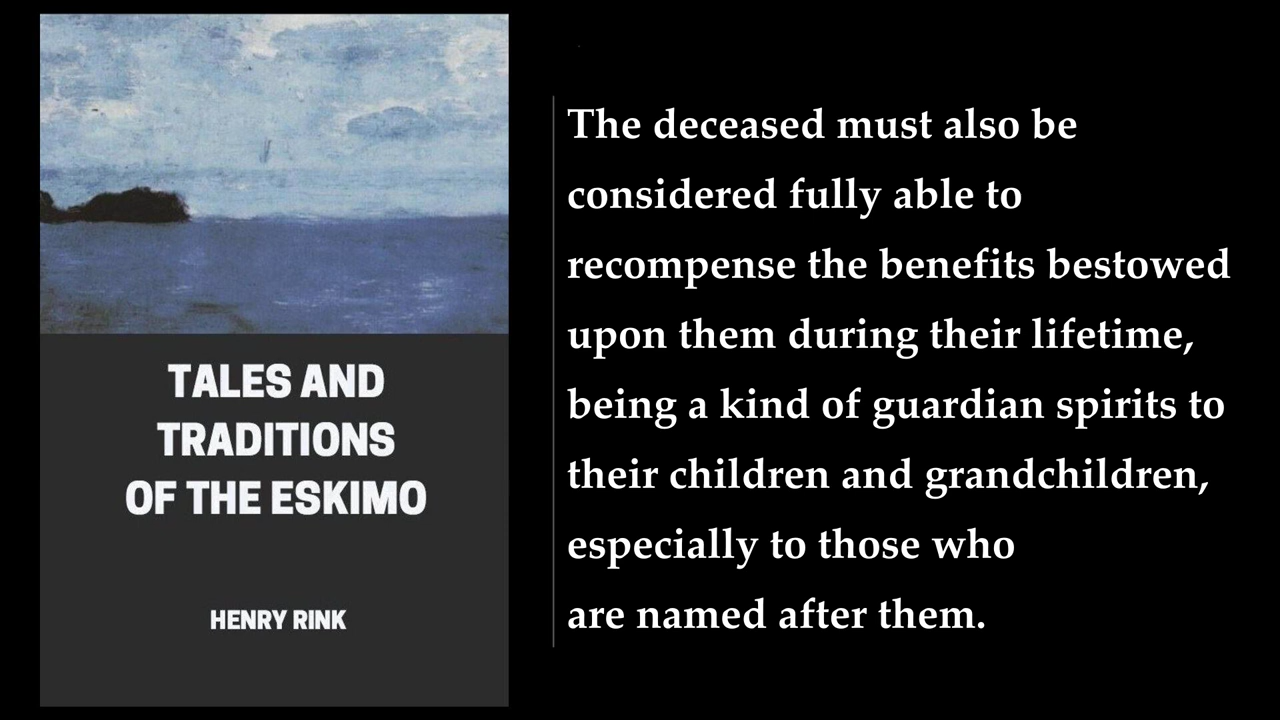 TALES AND
TRADITIONS
OF THE ESKIMO
HENRY RINK
The deceased must also be
considered fully able to
recompense the benefits bestowed
upon them during their lifetime,
being a kind of guardian spirits to
their children and grandchildren,
especially to those who
are named after them.